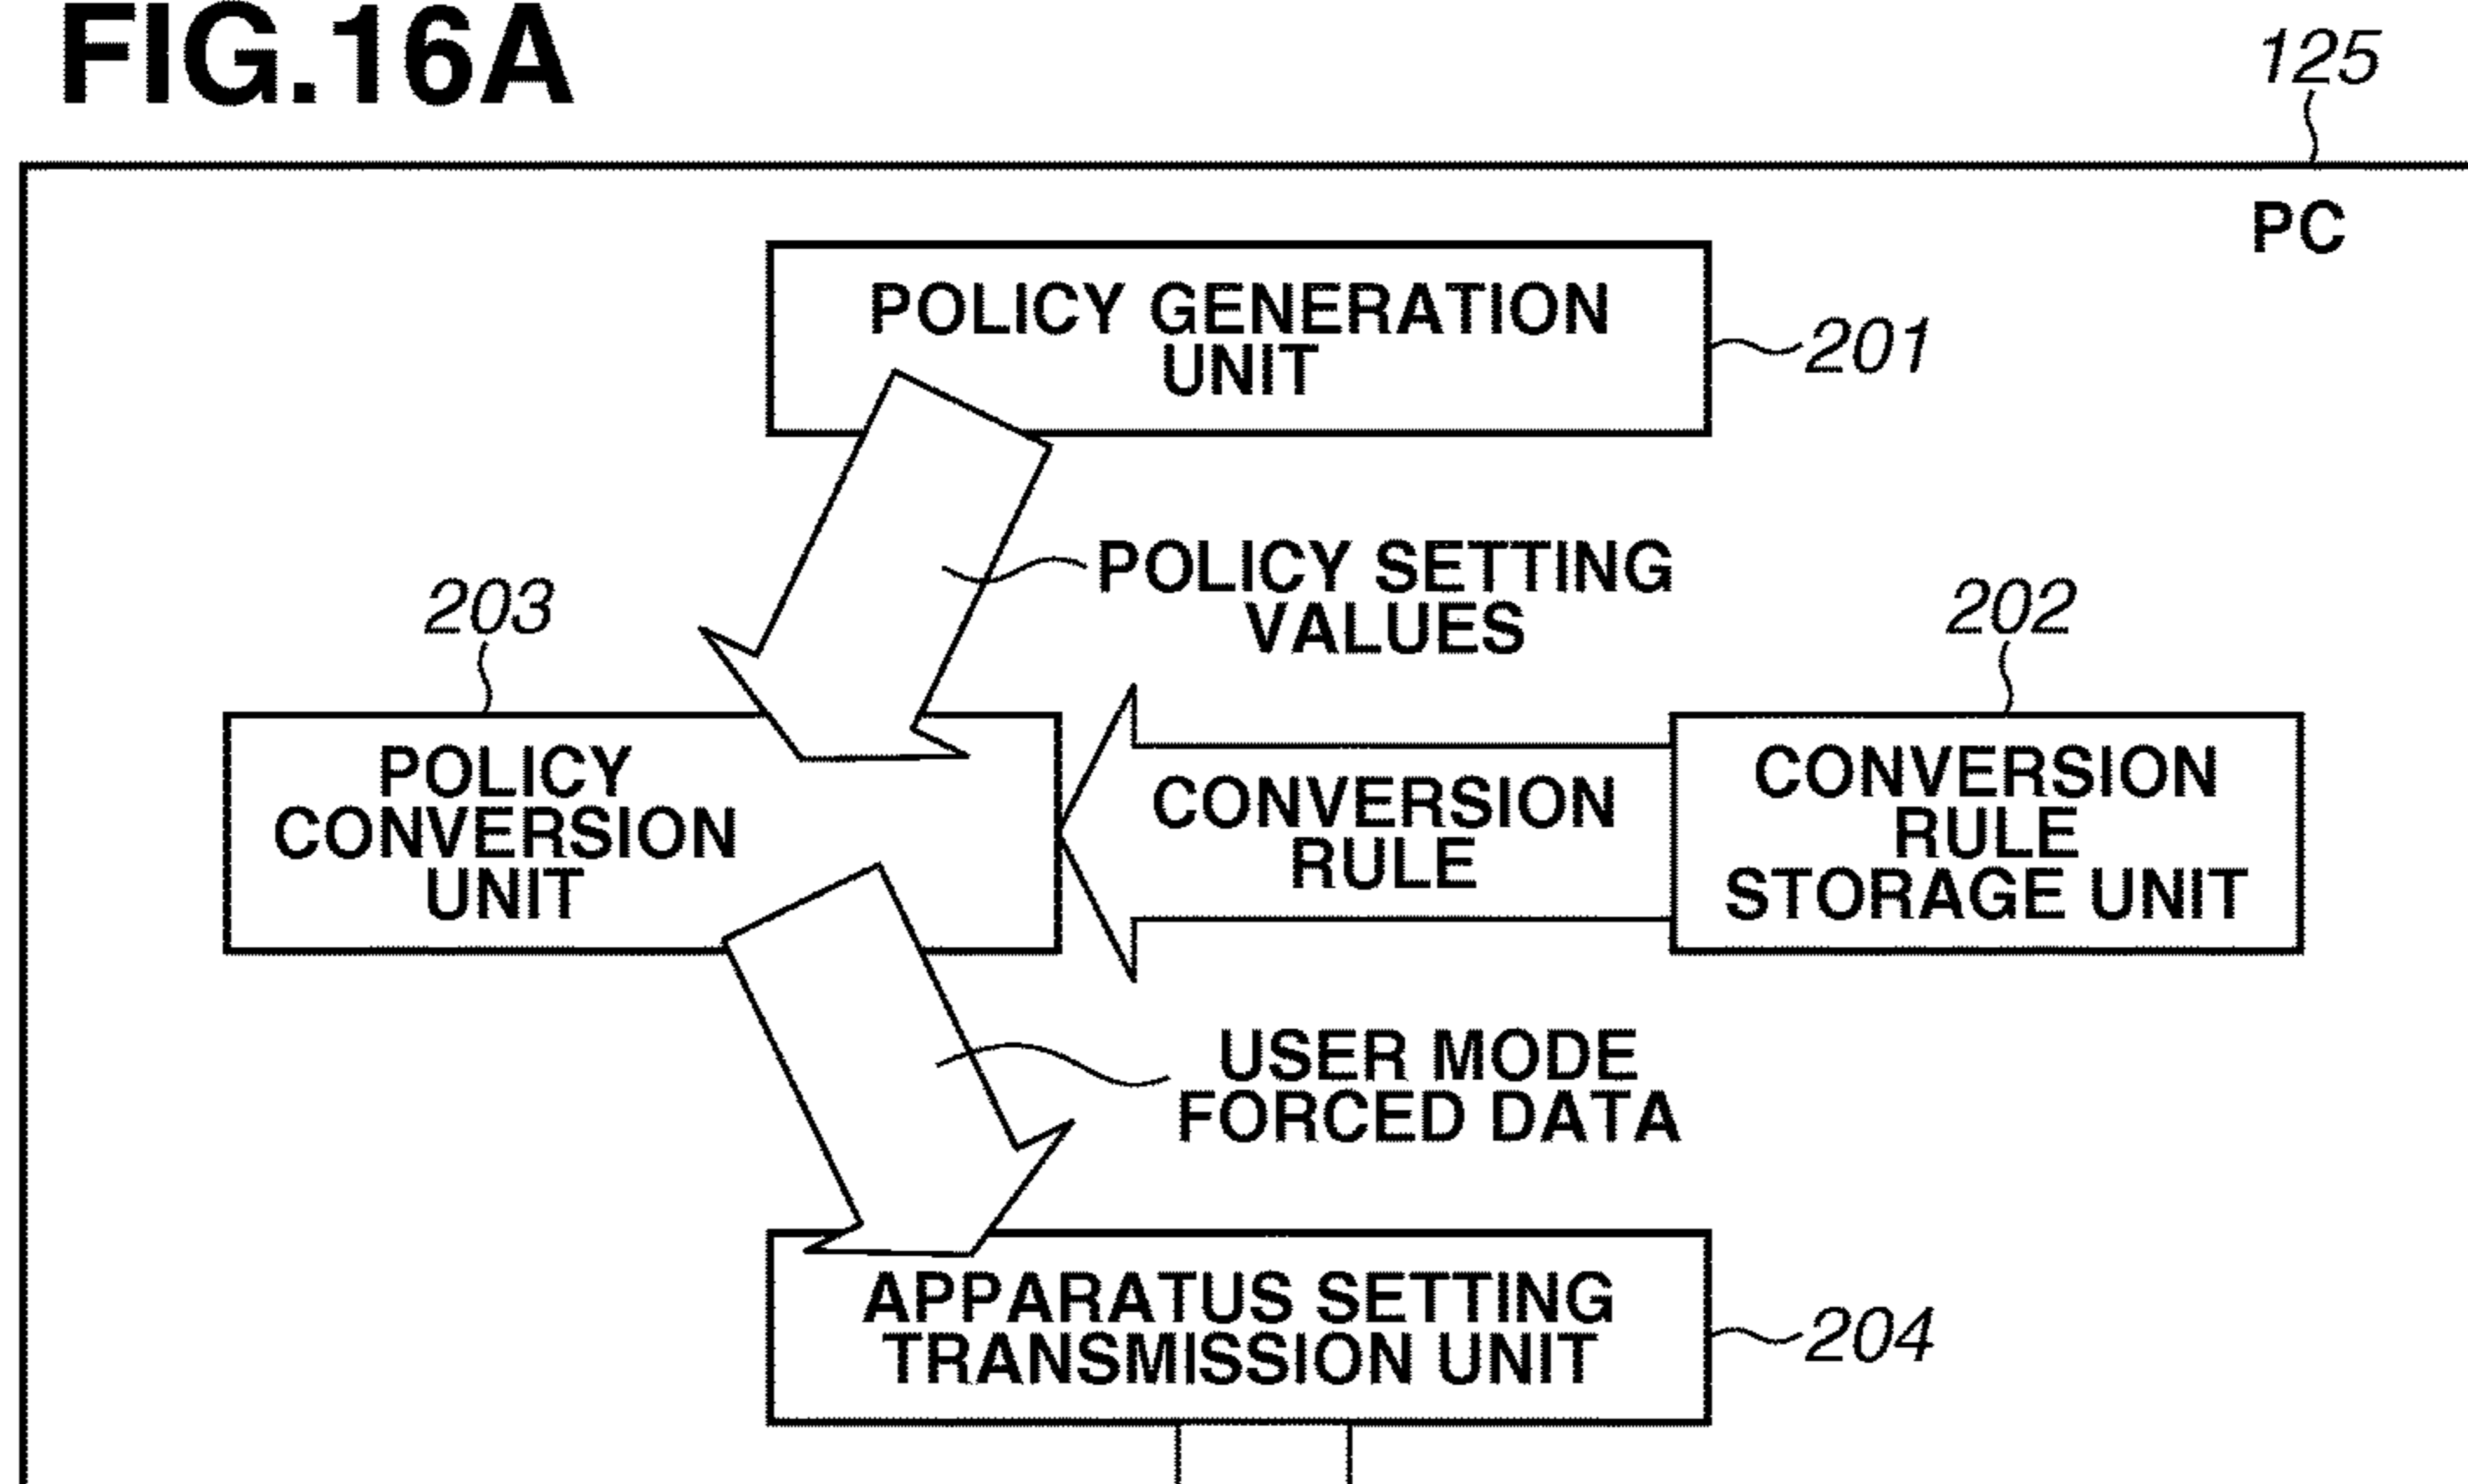 FIG.16A
125
PC
POLICY GENERATION
UNIT
201
POLICY SETTING
VALUES
203
202
POLICY
CONVERSION
UNIT
CONVERSION
RULE
CONVERSION
RULE
STORAGE UNIT
USER MODE
FORCED DATA
APPARATUS SETTING
TRANSMISSION UNIT
204